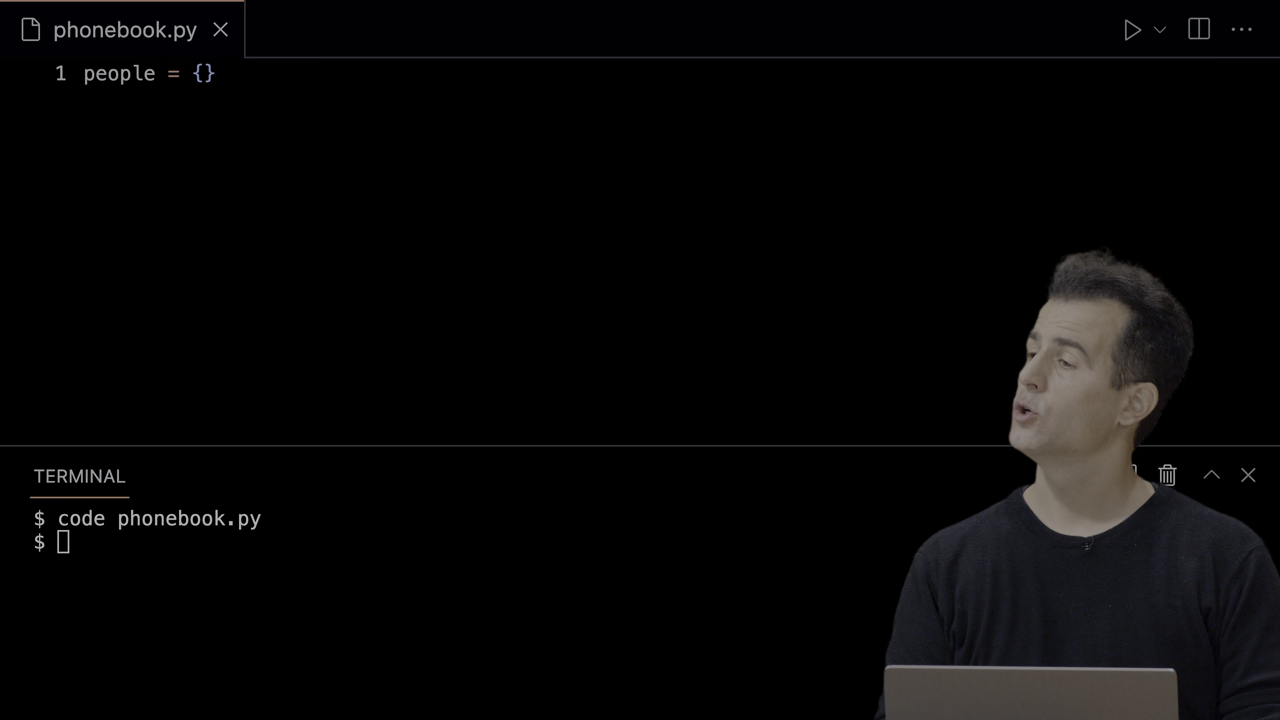 phonebook.py
1 people = {}
TERMINAL
$ code phonebook.py
$